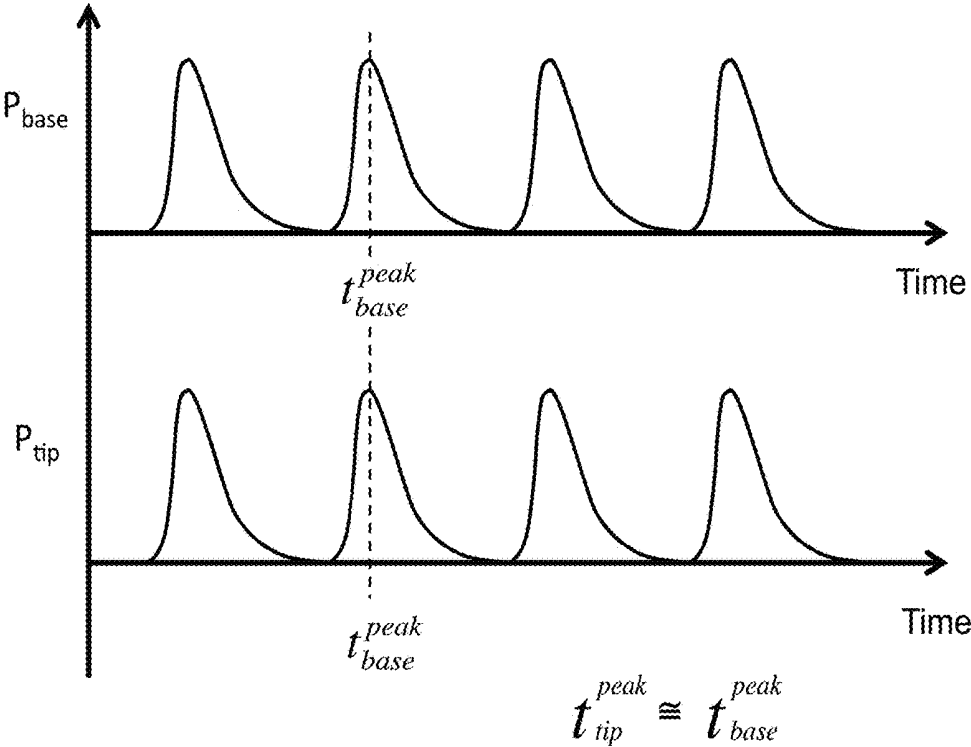 P_base
Time
t_base^peak
P_tip
Time
t_base^peak
t_tip^peak ≊ t_base^peak